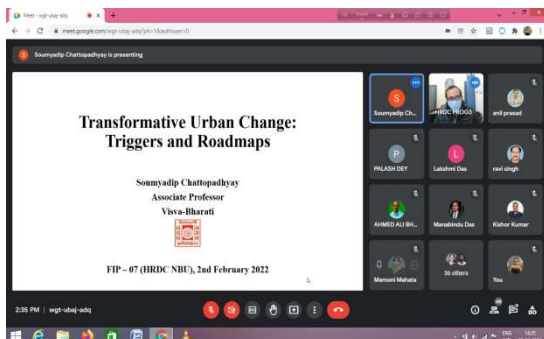 Meet - wgt-ubaj-adq
meet.google.com/wgt-ubaj-adq?pli=1&authuser=0
Soumyadip Chattopadhyay is presenting
Transformative Urban Change:
Triggers and Roadmaps
Soumyadip Chattopadhyay
Associate Professor
Visva-Bharati
FIP – 07 (HRDC NBU), 2nd February 2022
S
Soumyadip Ch...
HRDC PROG3
anil prasad
P
PALASH DEY
L
Lakshmi Das
ravi singh
AHMED ALI BH...
Manabindu Das
Kishor Kumar
Mamoni Mahata
36 others
You
2:35 PM | wgt-ubaj-adq